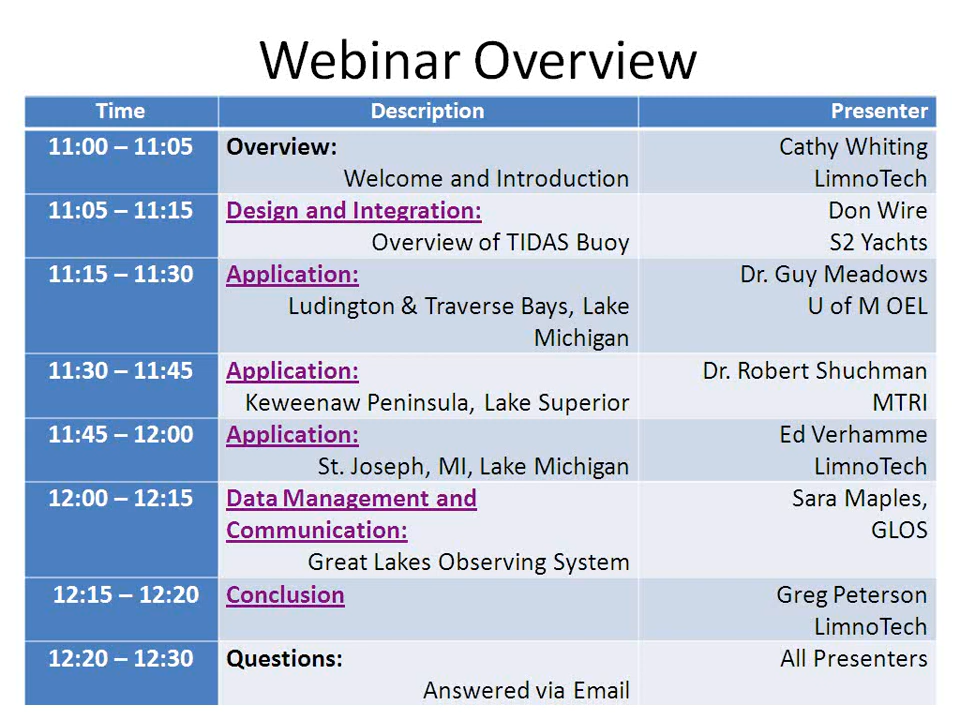 Webinar Overview
Time Description Presenter
11:00 – 11:05 Overview: Cathy Whiting
Welcome and Introduction LimnoTech
11:05 – 11:15 Design and Integration: Don Wire
Overview of TIDAS Buoy S2 Yachts
11:15 – 11:30 Application: Dr. Guy Meadows
Ludington & Traverse Bays, Lake U of M OEL
Michigan
11:30 – 11:45 Application: Dr. Robert Shuchman
Keweenaw Peninsula, Lake Superior MTRI
11:45 – 12:00 Application: Ed Verhamme
St. Joseph, MI, Lake Michigan LimnoTech
12:00 – 12:15 Data Management and Sara Maples,
Communication: GLOS
Great Lakes Observing System
12:15 – 12:20 Conclusion Greg Peterson
LimnoTech
12:20 – 12:30 Questions: All Presenters
Answered via Email